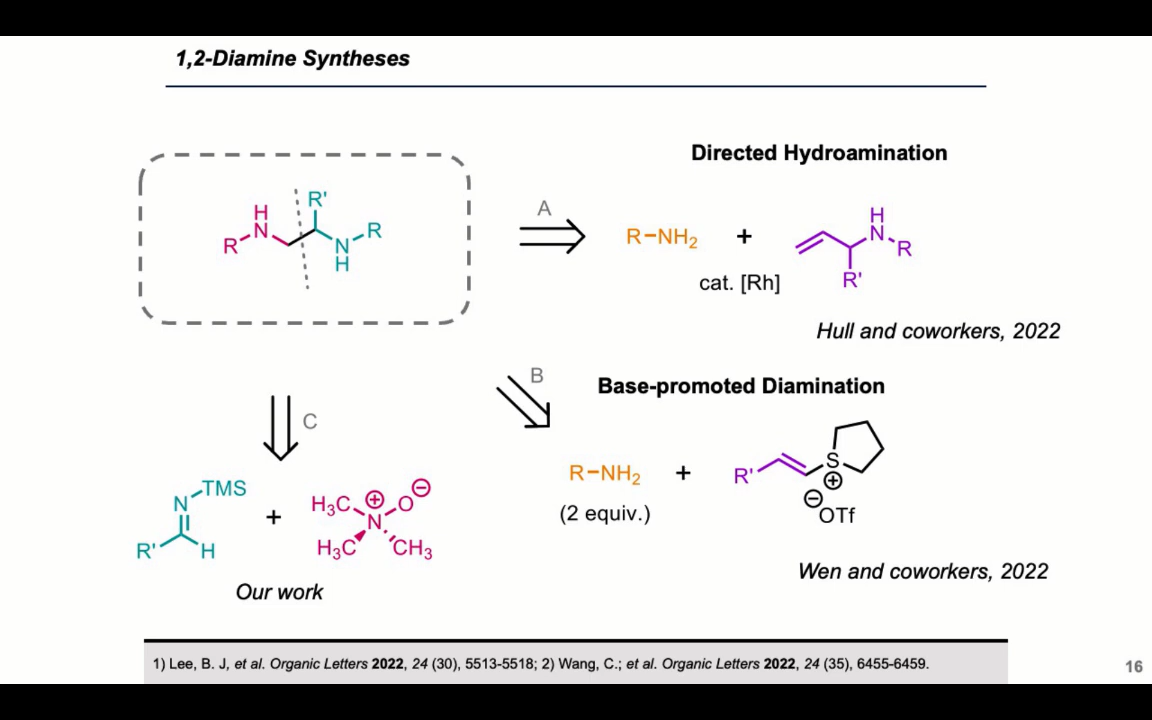 1,2-Diamine Syntheses
Directed Hydroamination
R'
H
N
R
R
N
H
A
R–NH2
+
H
N
R
R'
cat. [Rh]
Hull and coworkers, 2022
B
Base-promoted Diamination
R–NH2
+
R'
S
⊕
⊖
OTf
(2 equiv.)
Wen and coworkers, 2022
C
TMS
N
R'
H
+
H3C
⊕
N
O
⊖
H3C
CH3
Our work
1) Lee, B. J, et al. Organic Letters 2022, 24 (30), 5513-5518; 2) Wang, C.; et al. Organic Letters 2022, 24 (35), 6455-6459.
16